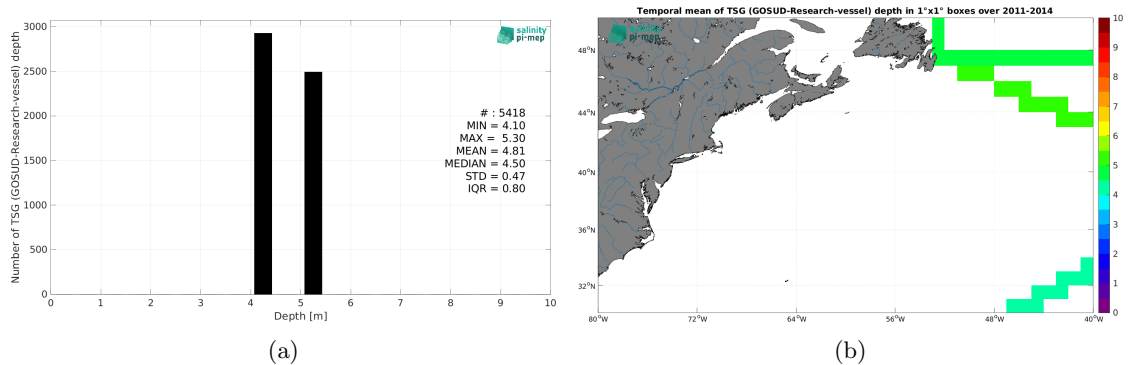 Number of TSG (GOSUD-Research-vessel) depth
3000
2500
2000
1500
1000
500
0
0 1 2 3 4 5 6 7 8 9 10
Depth [m]
salinity
pi-mep
# : 5418
MIN = 4.10
MAX = 5.30
MEAN = 4.81
MEDIAN = 4.50
STD = 0.47
IQR = 0.80
(a)
Temporal mean of TSG (GOSUD-Research-vessel) depth in 1°x1° boxes over 2011-2014
salinity
pi-mep
48°N
44°N
40°N
36°N
32°N
80°W 72°W 64°W 56°W 48°W 40°W
10
9
8
7
6
5
4
3
2
1
0
(b)